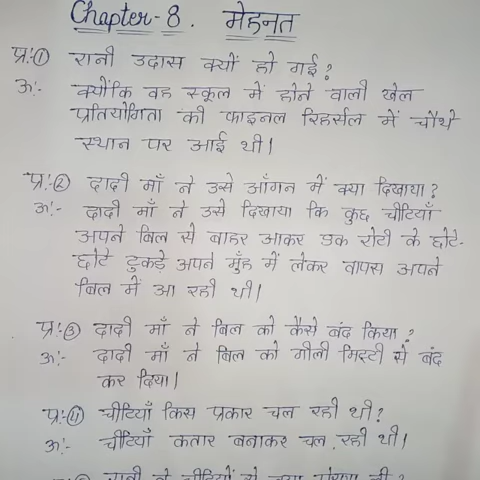 Chapter-8. मेहनत
प्र:① रानी उदास क्यों हो गई?
उ:- क्योंकि वह स्कूल में होने वाली खेल
प्रतियोगिता की फाइनल रिहर्सल में चौथे
स्थान पर आई थी।
प्र:② दादी माँ ने उसे आँगन में क्या दिखाया?
उ:- दादी माँ ने उसे दिखाया कि कुछ चीटियाँ
अपने बिल से बाहर आकर एक रोटी के छोटे-
छोटे टुकड़े अपने मुँह में लेकर वापस अपने
बिल में आ रही थी।
प्र:③ दादी माँ ने बिल को कैसे बंद किया?
उ:- दादी माँ ने बिल को गीली मिट्टी से बंद
कर दिया।
प्र:④ चीटियाँ किस प्रकार चल रही थी?
उ:- चीटियाँ कतार बनाकर चल रही थी।